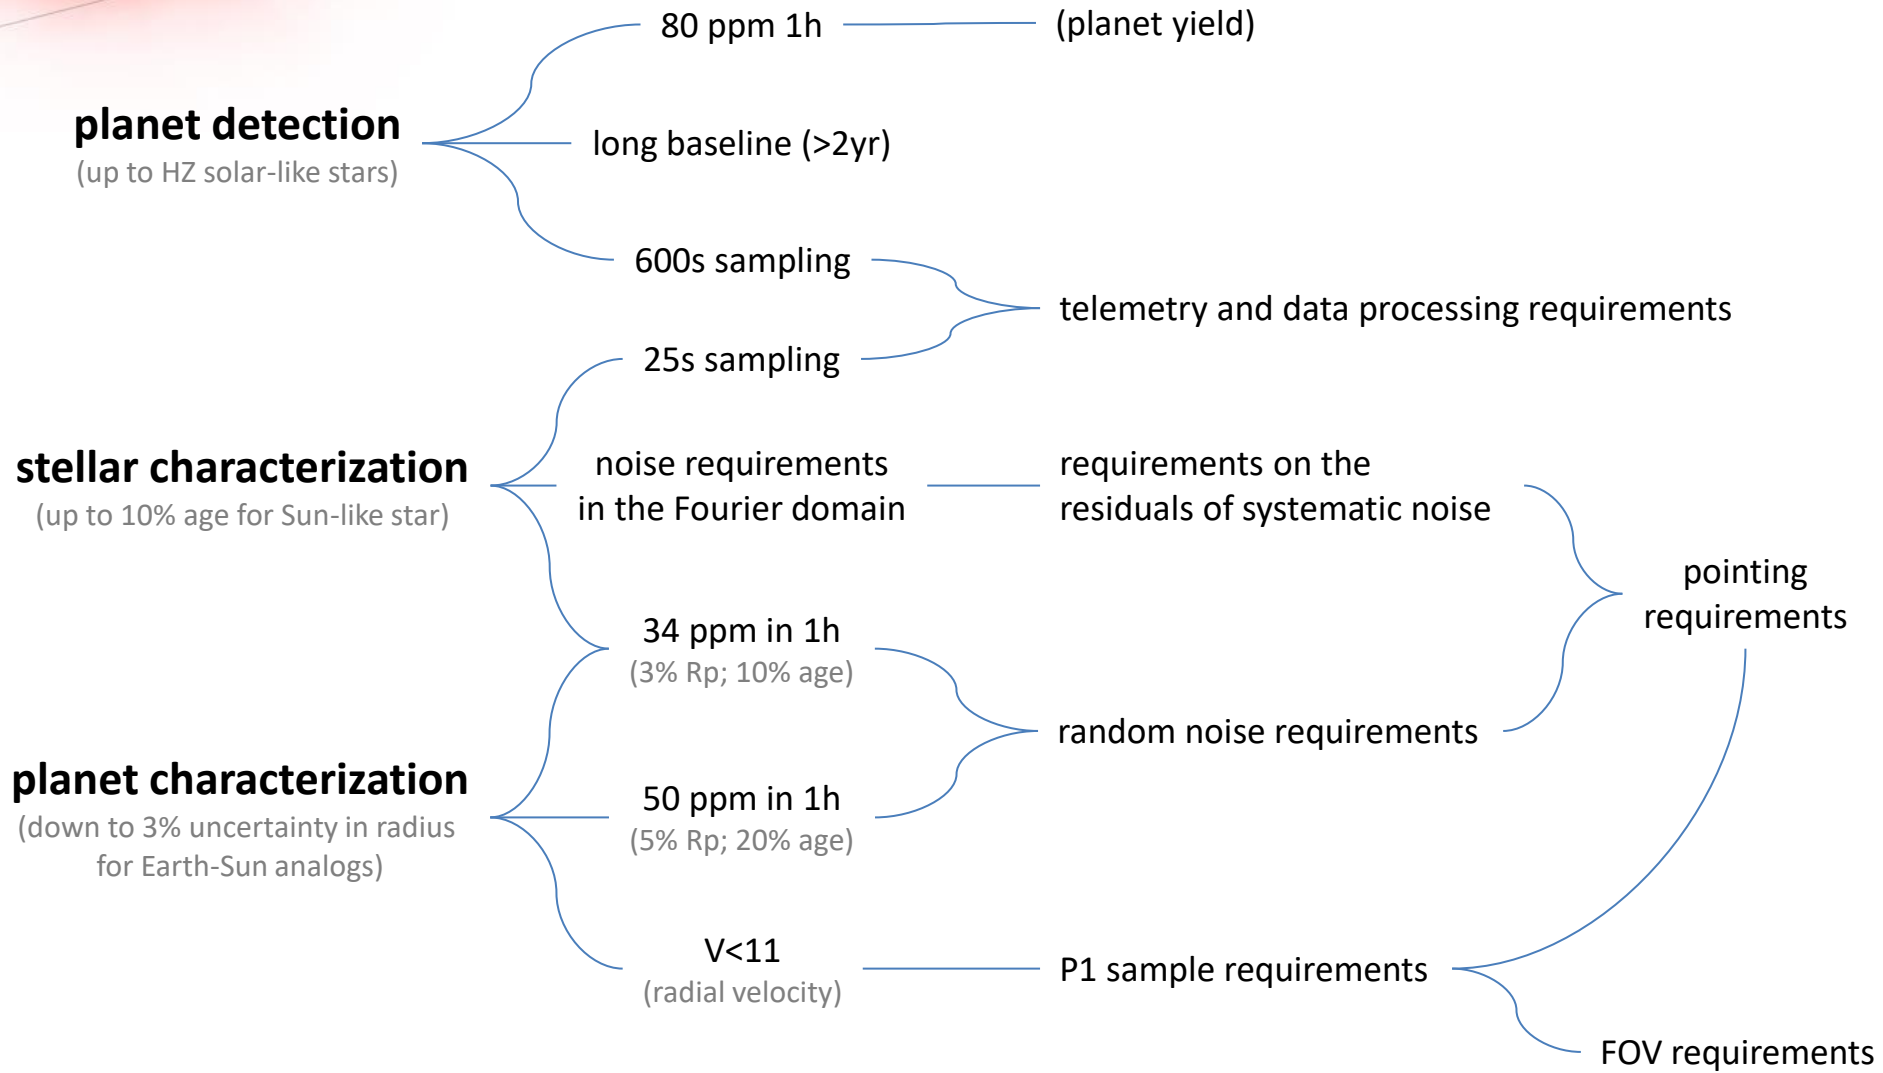 80 ppm 1h
(planet yield)
planet detection
(up to HZ solar-like stars)
long baseline (>2yr)
600s sampling
telemetry and data processing requirements
25s sampling
stellar characterization
(up to 10% age for Sun-like star)
noise requirements
in the Fourier domain
requirements on the
residuals of systematic noise
pointing
requirements
34 ppm in 1h
(3% Rp; 10% age)
random noise requirements
planet characterization
(down to 3% uncertainty in radius
for Earth-Sun analogs)
50 ppm in 1h
(5% Rp; 20% age)
V<11
(radial velocity)
P1 sample requirements
FOV requirements